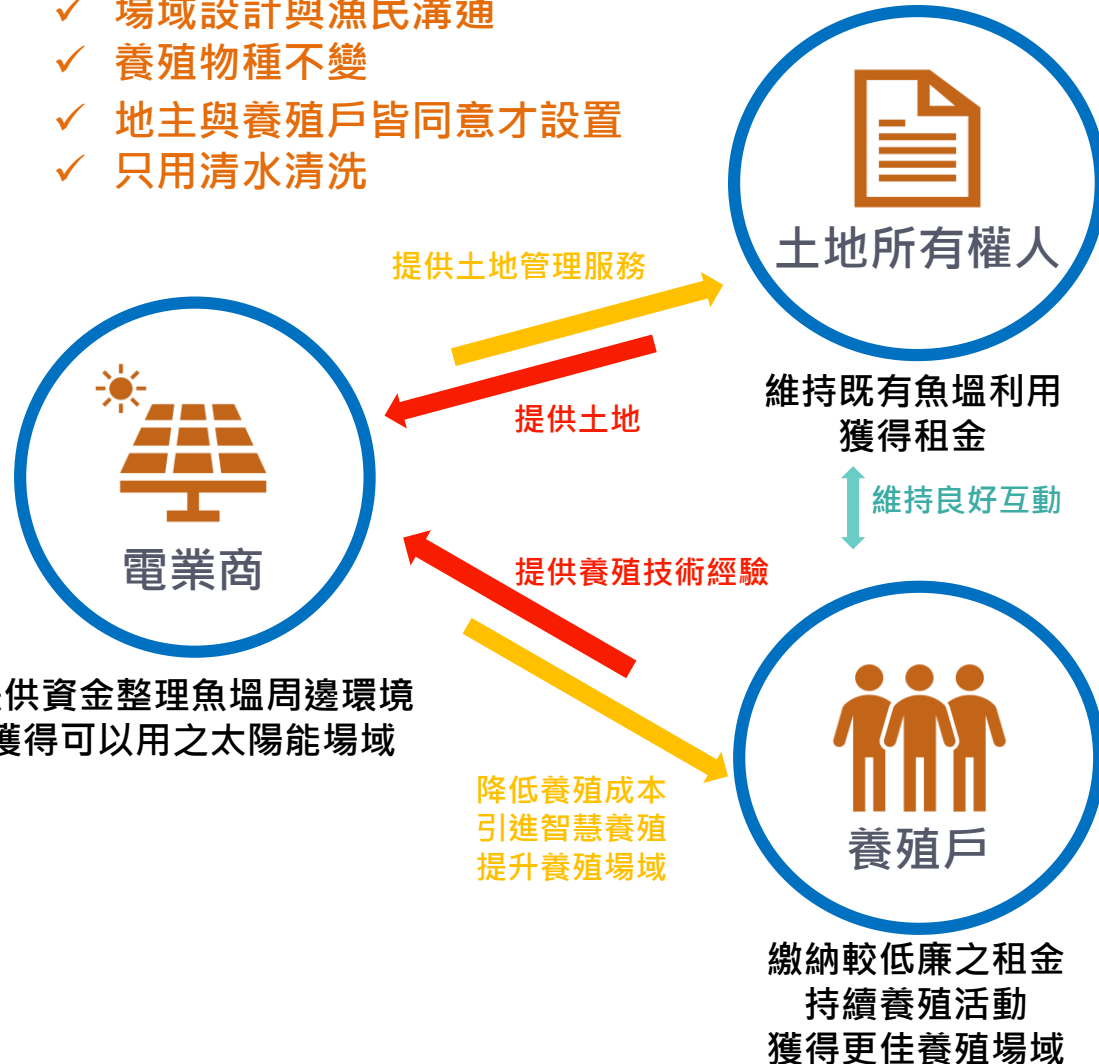 ✓ 場域設計與漁民溝通
✓ 養殖物種不變
✓ 地主與養殖戶皆同意才設置
✓ 只用清水清洗
土地所有權人
提供土地管理服務
提供土地
維持既有魚塭利用
獲得租金
維持良好互動
電業商
提供養殖技術經驗
供資金整理魚塭周邊環境
獲得可以用之太陽能場域
降低養殖成本
引進智慧養殖
提升養殖場域
養殖戶
繳納較低廉之租金
持續養殖活動
獲得更佳養殖場域